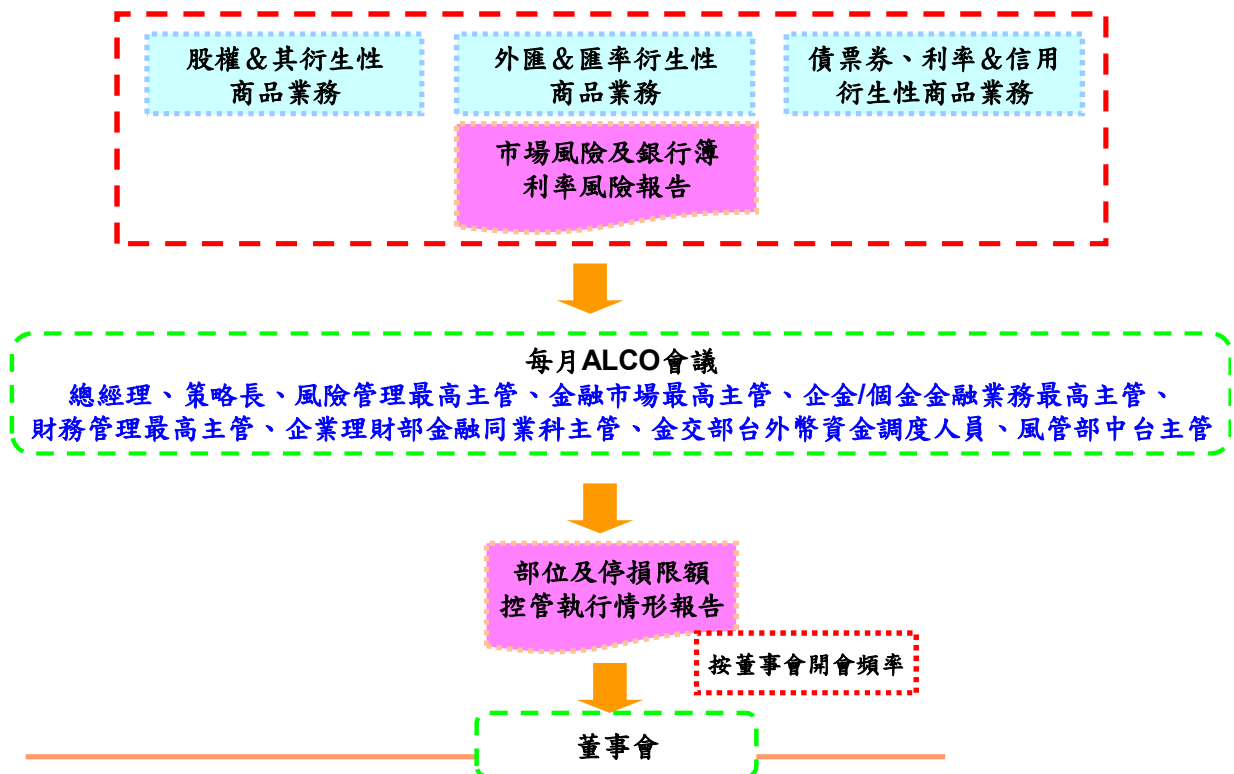 股權&其衍生性
商品業務
外匯&匯率衍生性
商品業務
債票券、利率&信用
衍生性商品業務
市場風險及銀行簿
利率風險報告
每月ALCO會議
總經理、策略長、風險管理最高主管、金融市場最高主管、企金/個金金融業務最高主管、
財務管理最高主管、企業理財部金融同業科主管、金交部台外幣資金調度人員、風管部中台主管
部位及停損限額
控管執行情形報告
按董事會開會頻率
董事會